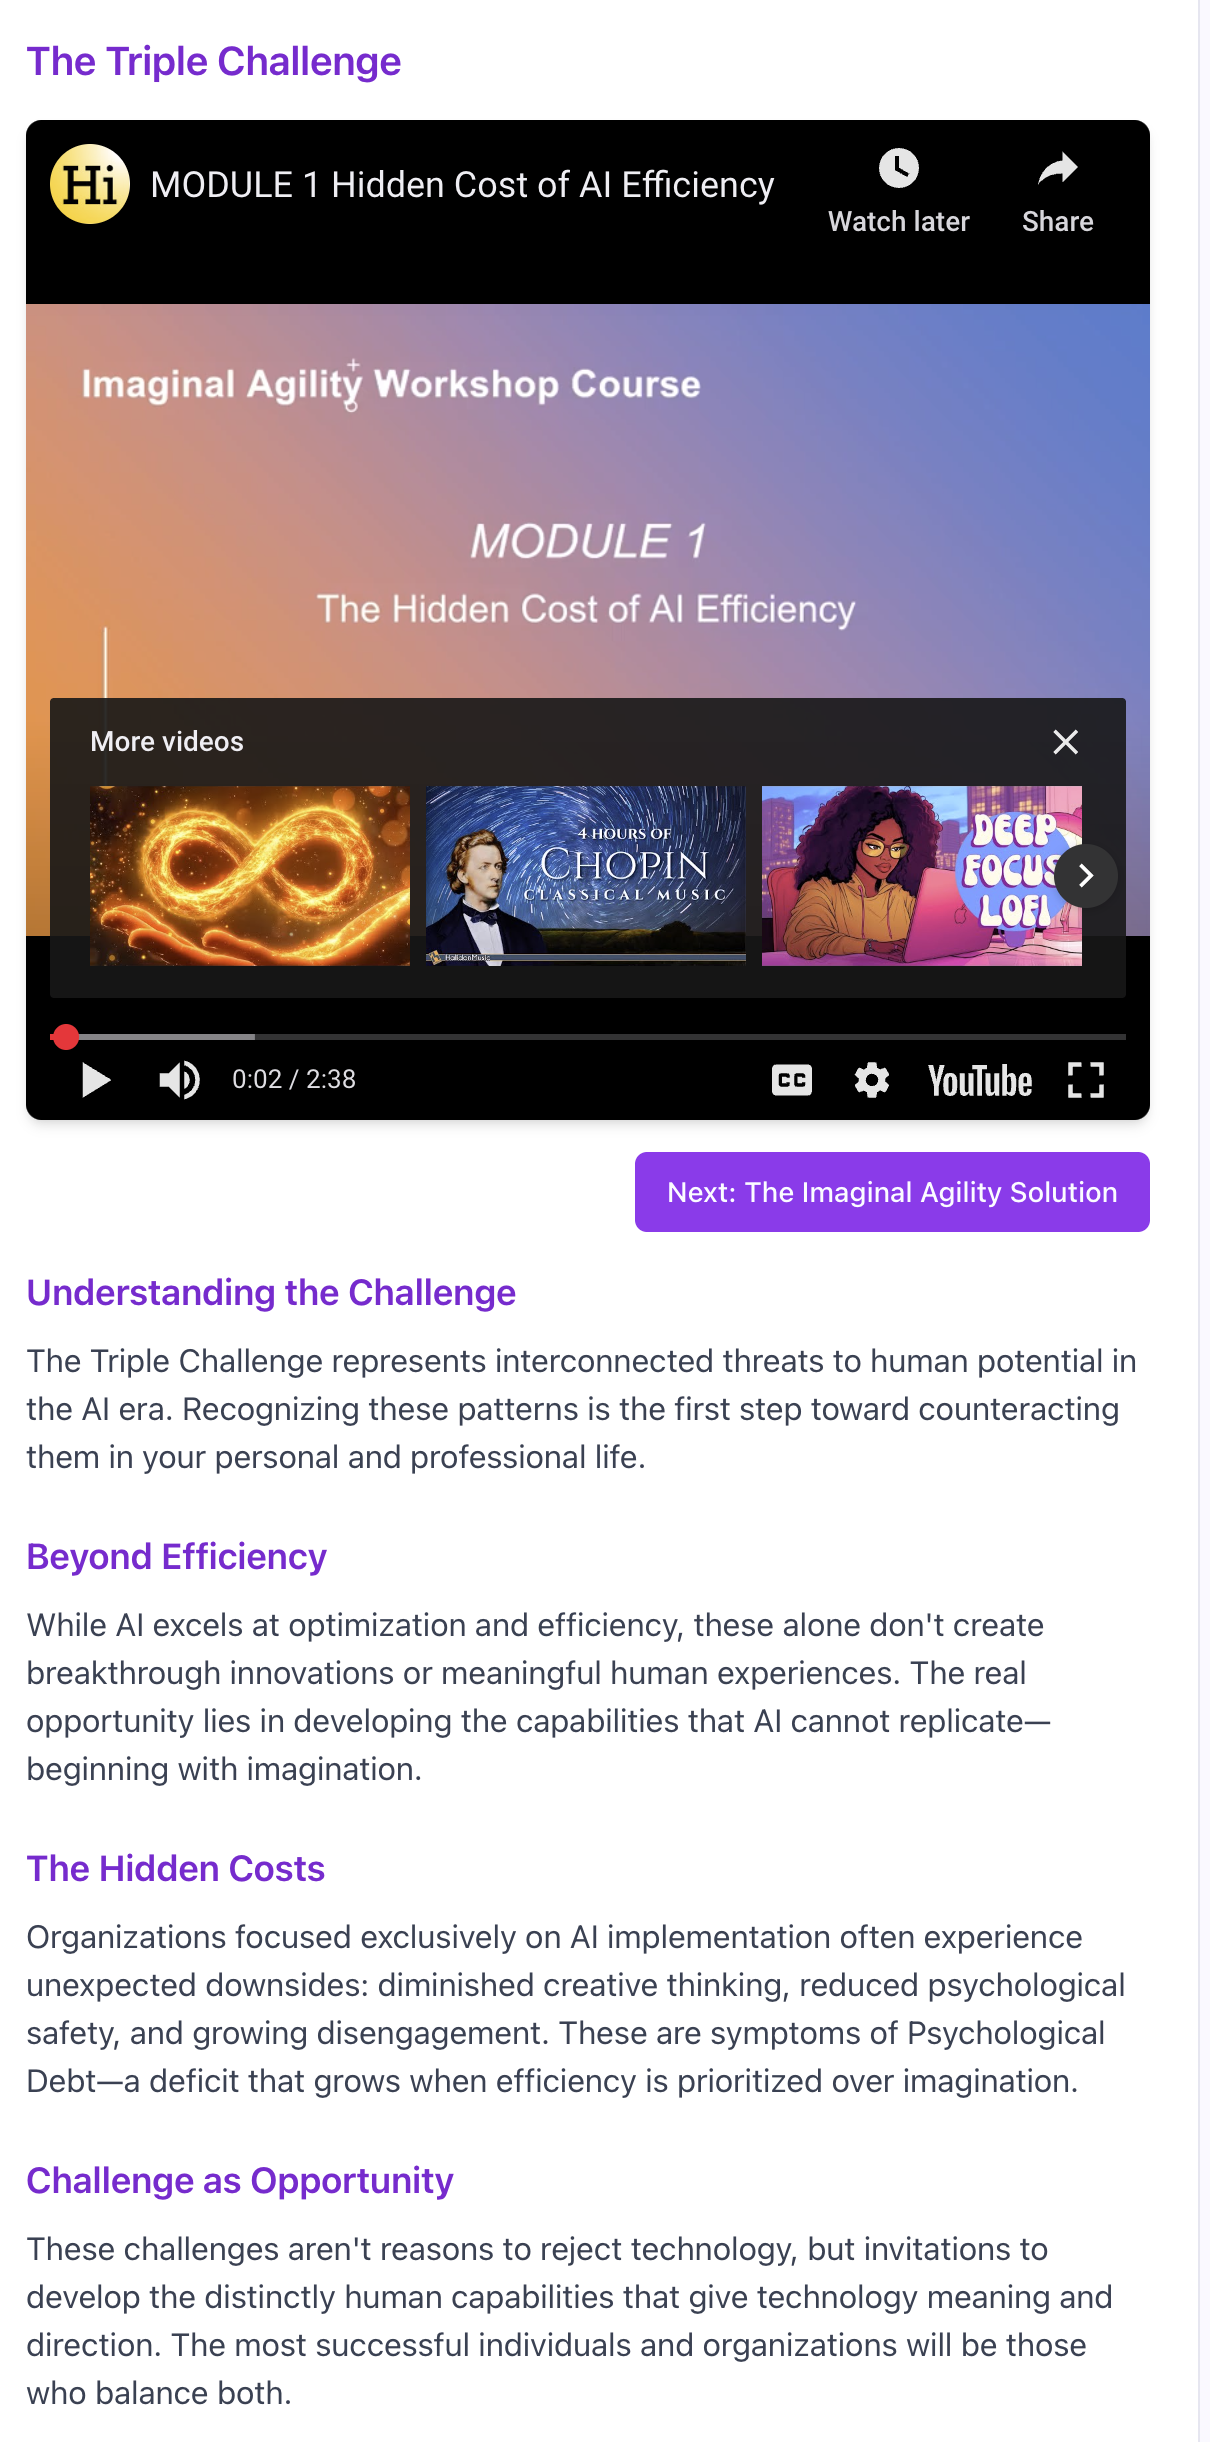 The Triple Challenge
Hi
MODULE 1 Hidden Cost of AI Efficiency
Watch later
Share
Imaginal Agility Workshop Course
MODULE 1
The Hidden Cost of AI Efficiency
More videos
4 HOURS OF
CHOPIN
CLASSICAL MUSIC
HalidonMusic
DEEP
FOCUS
LOFI
0:02 / 2:38
CC
YouTube
Next: The Imaginal Agility Solution
Understanding the Challenge
The Triple Challenge represents interconnected threats to human potential in
the AI era. Recognizing these patterns is the first step toward counteracting
them in your personal and professional life.
Beyond Efficiency
While AI excels at optimization and efficiency, these alone don't create
breakthrough innovations or meaningful human experiences. The real
opportunity lies in developing the capabilities that AI cannot replicate—
beginning with imagination.
The Hidden Costs
Organizations focused exclusively on AI implementation often experience
unexpected downsides: diminished creative thinking, reduced psychological
safety, and growing disengagement. These are symptoms of Psychological
Debt—a deficit that grows when efficiency is prioritized over imagination.
Challenge as Opportunity
These challenges aren't reasons to reject technology, but invitations to
develop the distinctly human capabilities that give technology meaning and
direction. The most successful individuals and organizations will be those
who balance both.